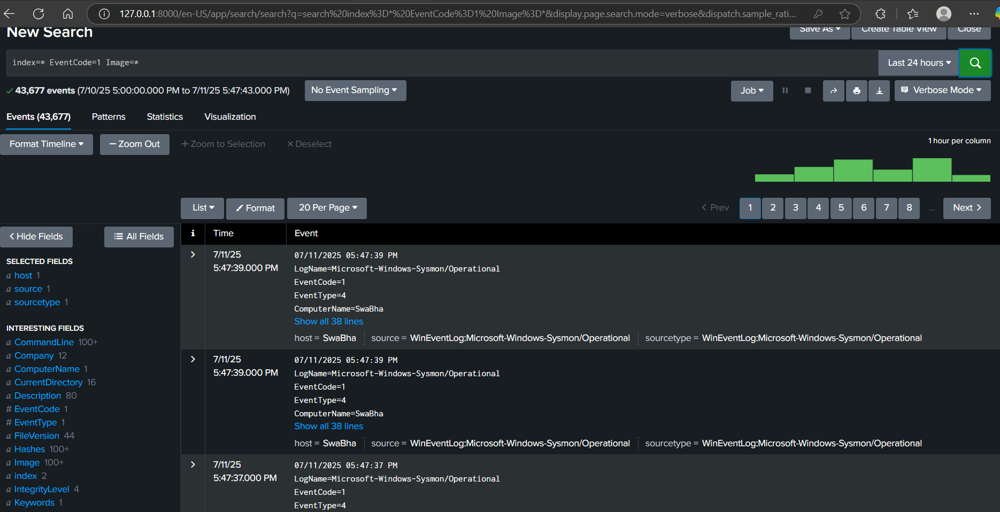 127.0.0.1:8000/en-US/app/search/search?q=search%20index%3D*%20EventCode%3D1%20Image%3D*&display.page.search.mode=verbose&dispatch.sample_rati...
New Search
Save As
Create Table View
Close
index=* EventCode=1 Image=*
Last 24 hours
43,677 events (7/10/25 5:00:00.000 PM to 7/11/25 5:47:43.000 PM)
No Event Sampling
Job
Verbose Mode
Events (43,677)
Patterns
Statistics
Visualization
Format Timeline
Zoom Out
+ Zoom to Selection
× Deselect
1 hour per column
List
Format
20 Per Page
< Prev
1
2
3
4
5
6
7
8
...
Next >
< Hide Fields
All Fields
i
Time
Event
SELECTED FIELDS
a host 1
a source 1
a sourcetype 1
INTERESTING FIELDS
a CommandLine 100+
a Company 12
a ComputerName 1
a CurrentDirectory 16
a Description 80
# EventCode 1
# EventType 1
a FileVersion 44
a Hashes 100+
a Image 100+
a index 2
a IntegrityLevel 4
a Keywords 1
7/11/25
5:47:39.000 PM
07/11/2025 05:47:39 PM
LogName=Microsoft-Windows-Sysmon/Operational
EventCode=1
EventType=4
ComputerName=SwaBha
Show all 38 lines
host = SwaBha
source = WinEventLog:Microsoft-Windows-Sysmon/Operational
sourcetype = WinEventLog:Microsoft-Windows-Sysmon/Operational
7/11/25
5:47:39.000 PM
07/11/2025 05:47:39 PM
LogName=Microsoft-Windows-Sysmon/Operational
EventCode=1
EventType=4
ComputerName=SwaBha
Show all 38 lines
host = SwaBha
source = WinEventLog:Microsoft-Windows-Sysmon/Operational
sourcetype = WinEventLog:Microsoft-Windows-Sysmon/Operational
7/11/25
5:47:37.000 PM
07/11/2025 05:47:37 PM
LogName=Microsoft-Windows-Sysmon/Operational
EventCode=1
EventType=4